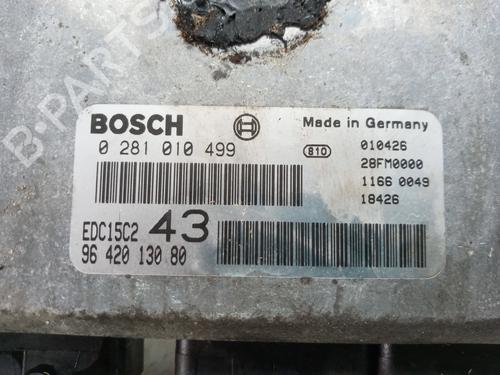 BOSCH
Made in Germany
0 281 010 499
810
010426
28FM0000
1166 0049
18426
EDC15C2 43
96 420 130 80
B-PARTS